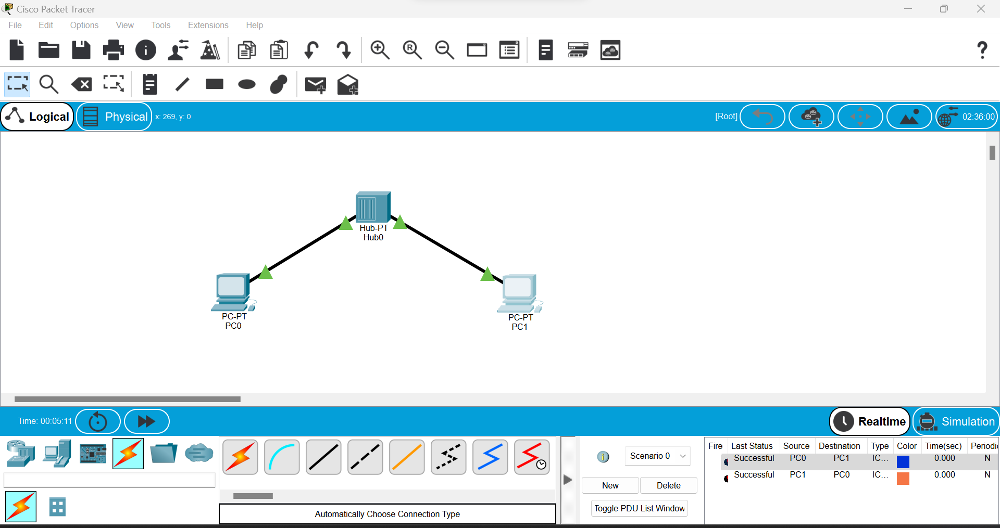 Cisco Packet Tracer
File Edit Options View Tools Extensions Help
Logical Physical x: 269, y: 0 [Root] 02:36:00
Hub-PT
Hub0
PC-PT
PC0
PC-PT
PC1
Time: 00:05:11 Realtime Simulation
Fire Last Status Source Destination Type Color Time(sec) Periodic
Successful PC0 PC1 IC... 0.000 N
Successful PC1 PC0 IC... 0.000 N
Scenario 0
New Delete
Toggle PDU List Window
Automatically Choose Connection Type